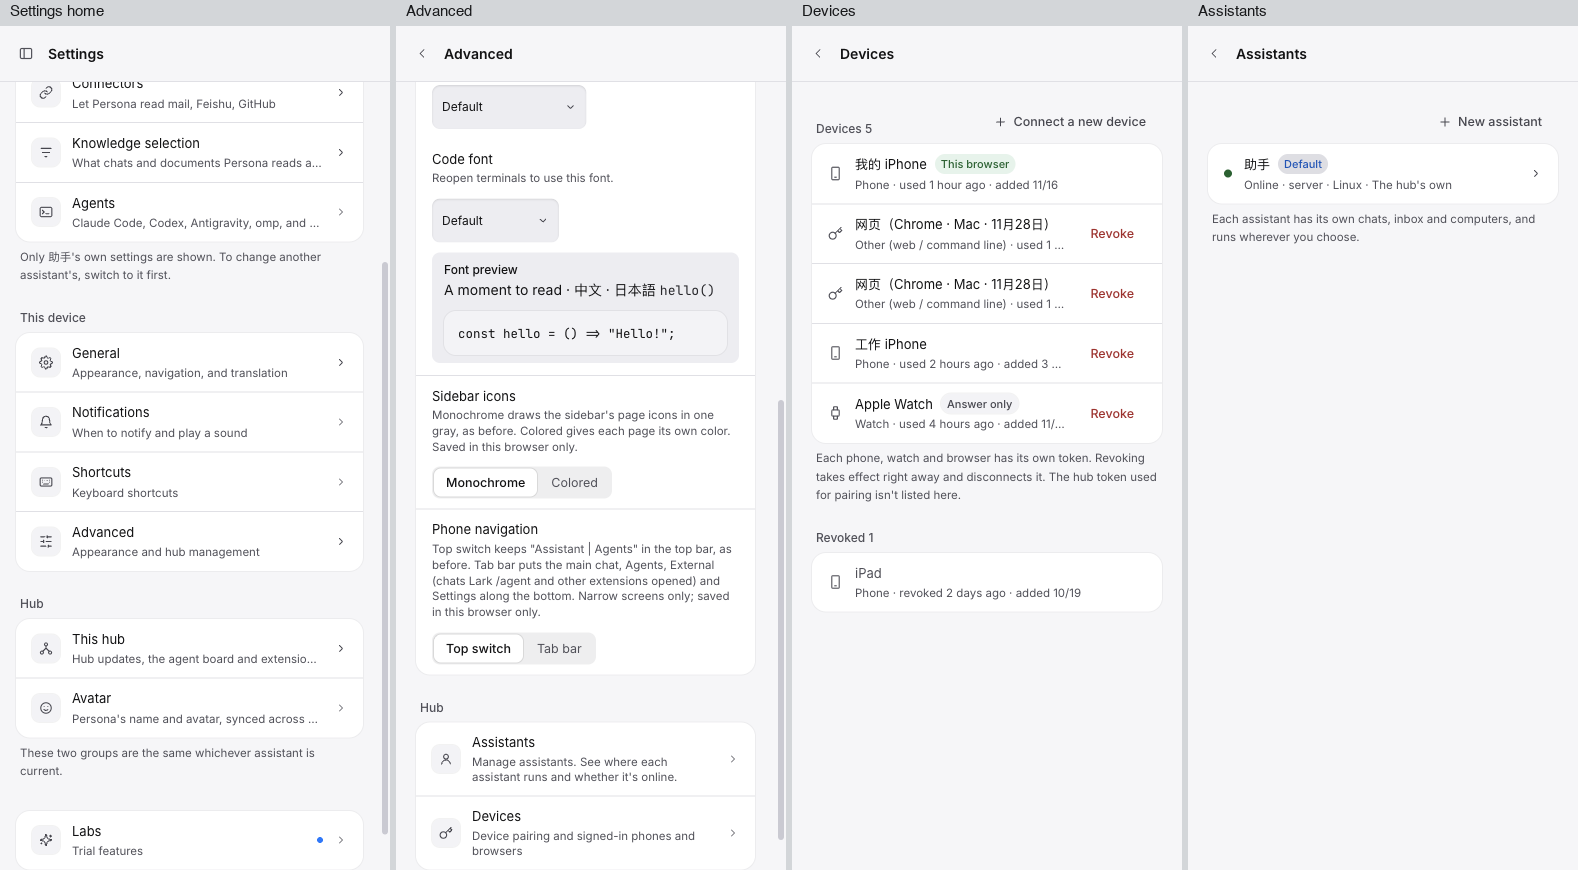 Settings home
Settings
Connectors
Let Persona read mail, Feishu, GitHub
Knowledge selection
What chats and documents Persona reads a...
Agents
Claude Code, Codex, Antigravity, omp, and ...
Only 助手's own settings are shown. To change another
assistant's, switch to it first.
This device
General
Appearance, navigation, and translation
Notifications
When to notify and play a sound
Shortcuts
Keyboard shortcuts
Advanced
Appearance and hub management
Hub
This hub
Hub updates, the agent board and extensio...
Avatar
Persona's name and avatar, synced across ...
These two groups are the same whichever assistant is
current.
Labs
Trial features
Advanced
Advanced
Default
Code font
Reopen terminals to use this font.
Default
Font preview
A moment to read · 中文 · 日本語 hello()
const hello = () => "Hello!";
Sidebar icons
Monochrome draws the sidebar's page icons in one
gray, as before. Colored gives each page its own color.
Saved in this browser only.
Monochrome Colored
Phone navigation
Top switch keeps "Assistant | Agents" in the top bar, as
before. Tab bar puts the main chat, Agents, External
(chats Lark /agent and other extensions opened) and
Settings along the bottom. Narrow screens only; saved
in this browser only.
Top switch Tab bar
Hub
Assistants
Manage assistants. See where each
assistant runs and whether it's online.
Devices
Device pairing and signed-in phones and
browsers
Devices
Devices
Devices 5 + Connect a new device
我的 iPhone This browser
Phone · used 1 hour ago · added 11/16
网页（Chrome · Mac · 11月28日）
Other (web / command line) · used 1 ...
Revoke
网页（Chrome · Mac · 11月28日）
Other (web / command line) · used 1 ...
Revoke
工作 iPhone
Phone · used 2 hours ago · added 3 ...
Revoke
Apple Watch Answer only
Watch · used 4 hours ago · added 11/...
Revoke
Each phone, watch and browser has its own token. Revoking
takes effect right away and disconnects it. The hub token used
for pairing isn't listed here.
Revoked 1
iPad
Phone · revoked 2 days ago · added 10/19
Assistants
Assistants
+ New assistant
助手 Default
Online · server · Linux · The hub's own
Each assistant has its own chats, inbox and computers, and
runs wherever you choose.